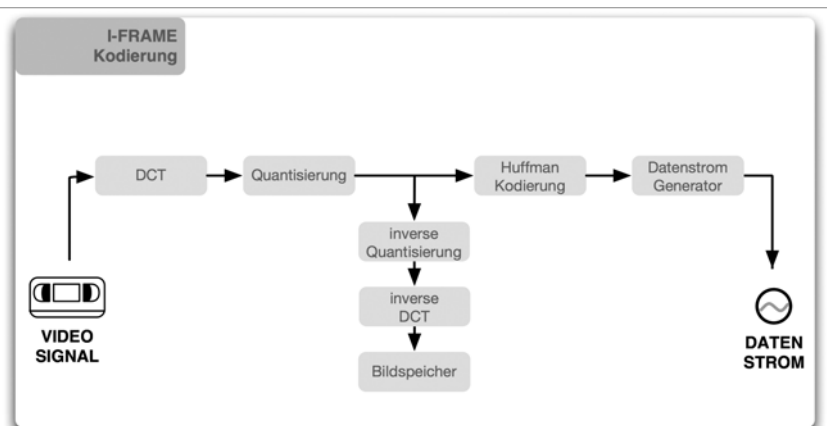 I-FRAME
Kodierung
DCT
Quantisierung
Huffman
Kodierung
Datenstrom
Generator
inverse
Quantisierung
inverse
DCT
Bildspeicher
VIDEO
SIGNAL
DATEN
STROM